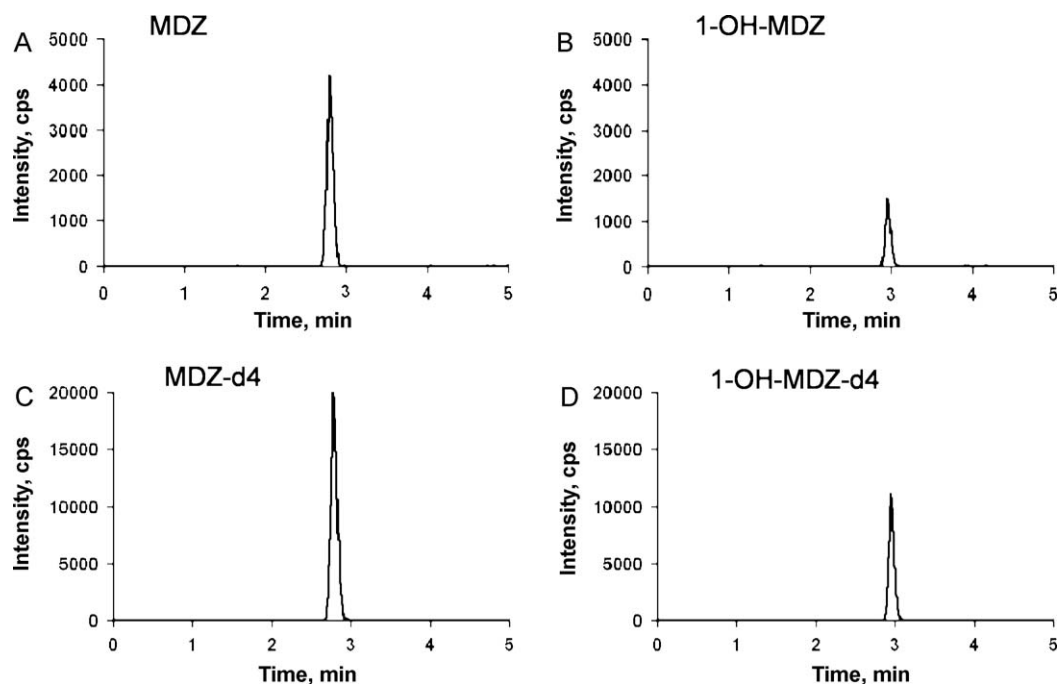 A
MDZ
Intensity, cps
5000
4000
3000
2000
1000
0
0 1 2 3 4 5
Time, min
B
1-OH-MDZ
Intensity, cps
5000
4000
3000
2000
1000
0
0 1 2 3 4 5
Time, min
C
MDZ-d4
Intensity, cps
20000
15000
10000
5000
0
0 1 2 3 4 5
Time, min
D
1-OH-MDZ-d4
Intensity, cps
20000
15000
10000
5000
0
0 1 2 3 4 5
Time, min